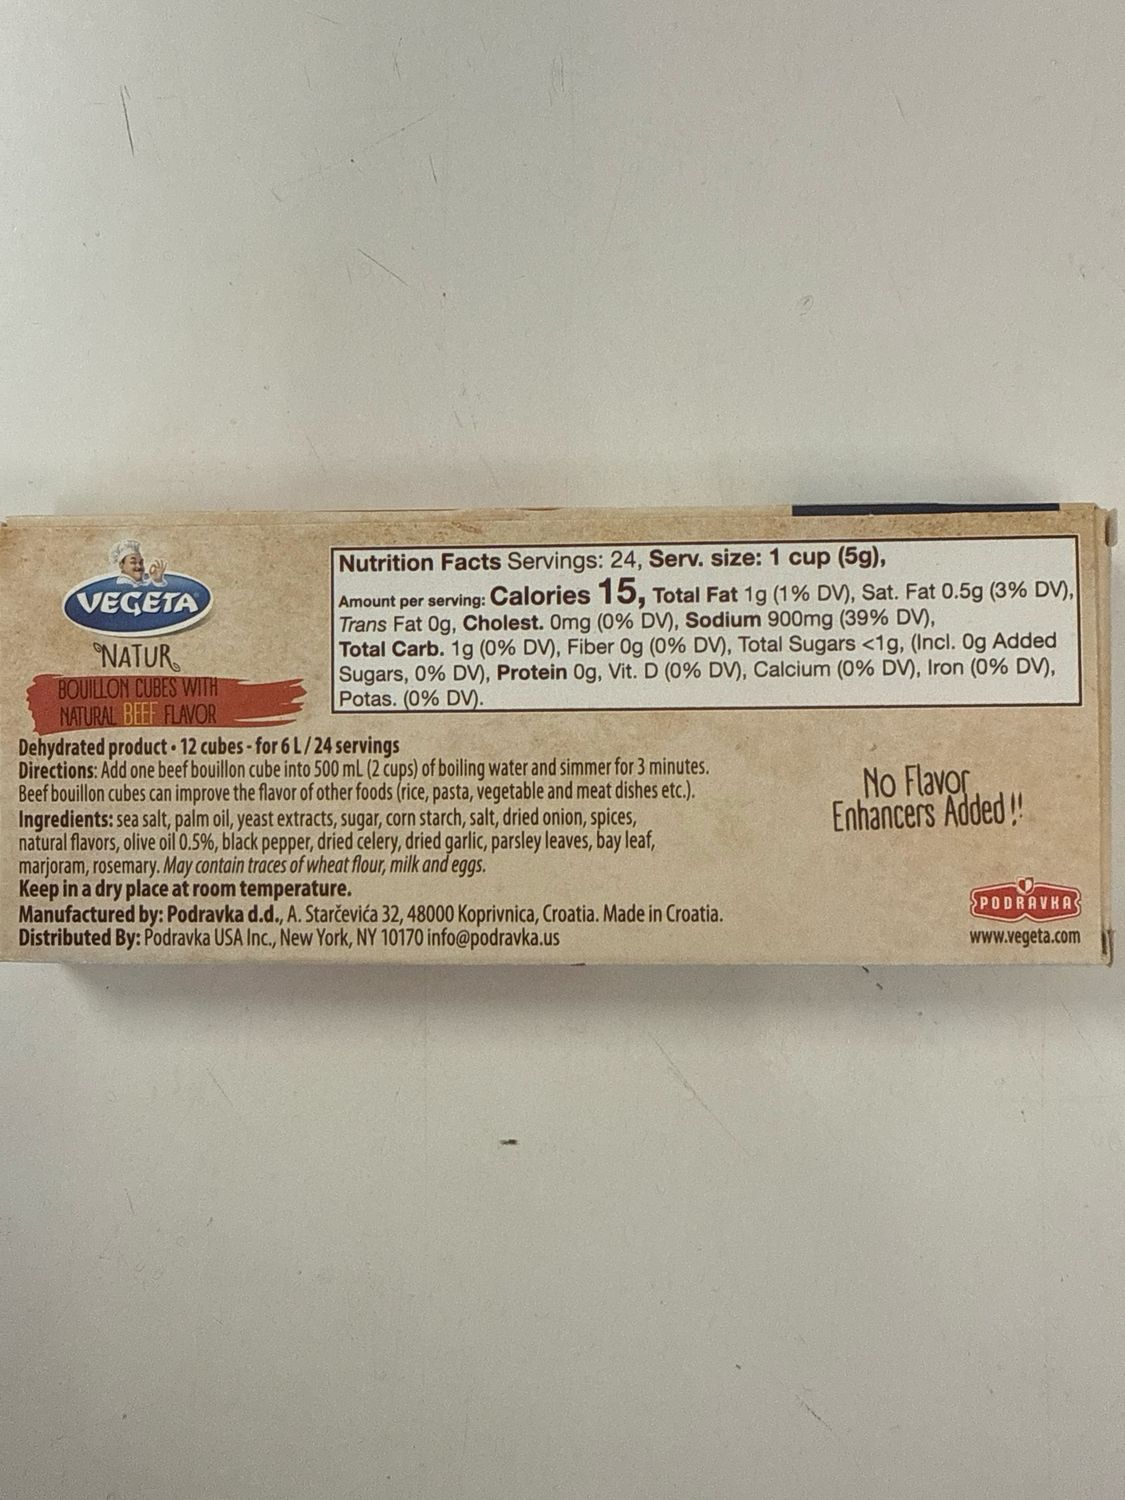 VEGETA
NATUR
BOUILLON CUBES WITH
NATURAL BEEF FLAVOR
Nutrition Facts Servings: 24, Serv. size: 1 cup (5g),
Amount per serving: Calories 15, Total Fat 1g (1% DV), Sat. Fat 0.5g (3% DV),
Trans Fat 0g, Cholest. 0mg (0% DV), Sodium 900mg (39% DV),
Total Carb. 1g (0% DV), Fiber 0g (0% DV), Total Sugars <1g, (Incl. 0g Added
Sugars, 0% DV), Protein 0g, Vit. D (0% DV), Calcium (0% DV), Iron (0% DV),
Potas. (0% DV).
Dehydrated product • 12 cubes - for 6 L / 24 servings
Directions: Add one beef bouillon cube into 500 mL (2 cups) of boiling water and simmer for 3 minutes.
Beef bouillon cubes can improve the flavor of other foods (rice, pasta, vegetable and meat dishes etc.).
Ingredients: sea salt, palm oil, yeast extracts, sugar, corn starch, salt, dried onion, spices,
natural flavors, olive oil 0.5%, black pepper, dried celery, dried garlic, parsley leaves, bay leaf,
marjoram, rosemary. May contain traces of wheat flour, milk and eggs.
Keep in a dry place at room temperature.
Manufactured by: Podravka d.d., A. Starčevića 32, 48000 Koprivnica, Croatia. Made in Croatia.
Distributed By: Podravka USA Inc., New York, NY 10170 info@podravka.us
No Flavor
Enhancers Added !!
PODRAVKA
www.vegeta.com